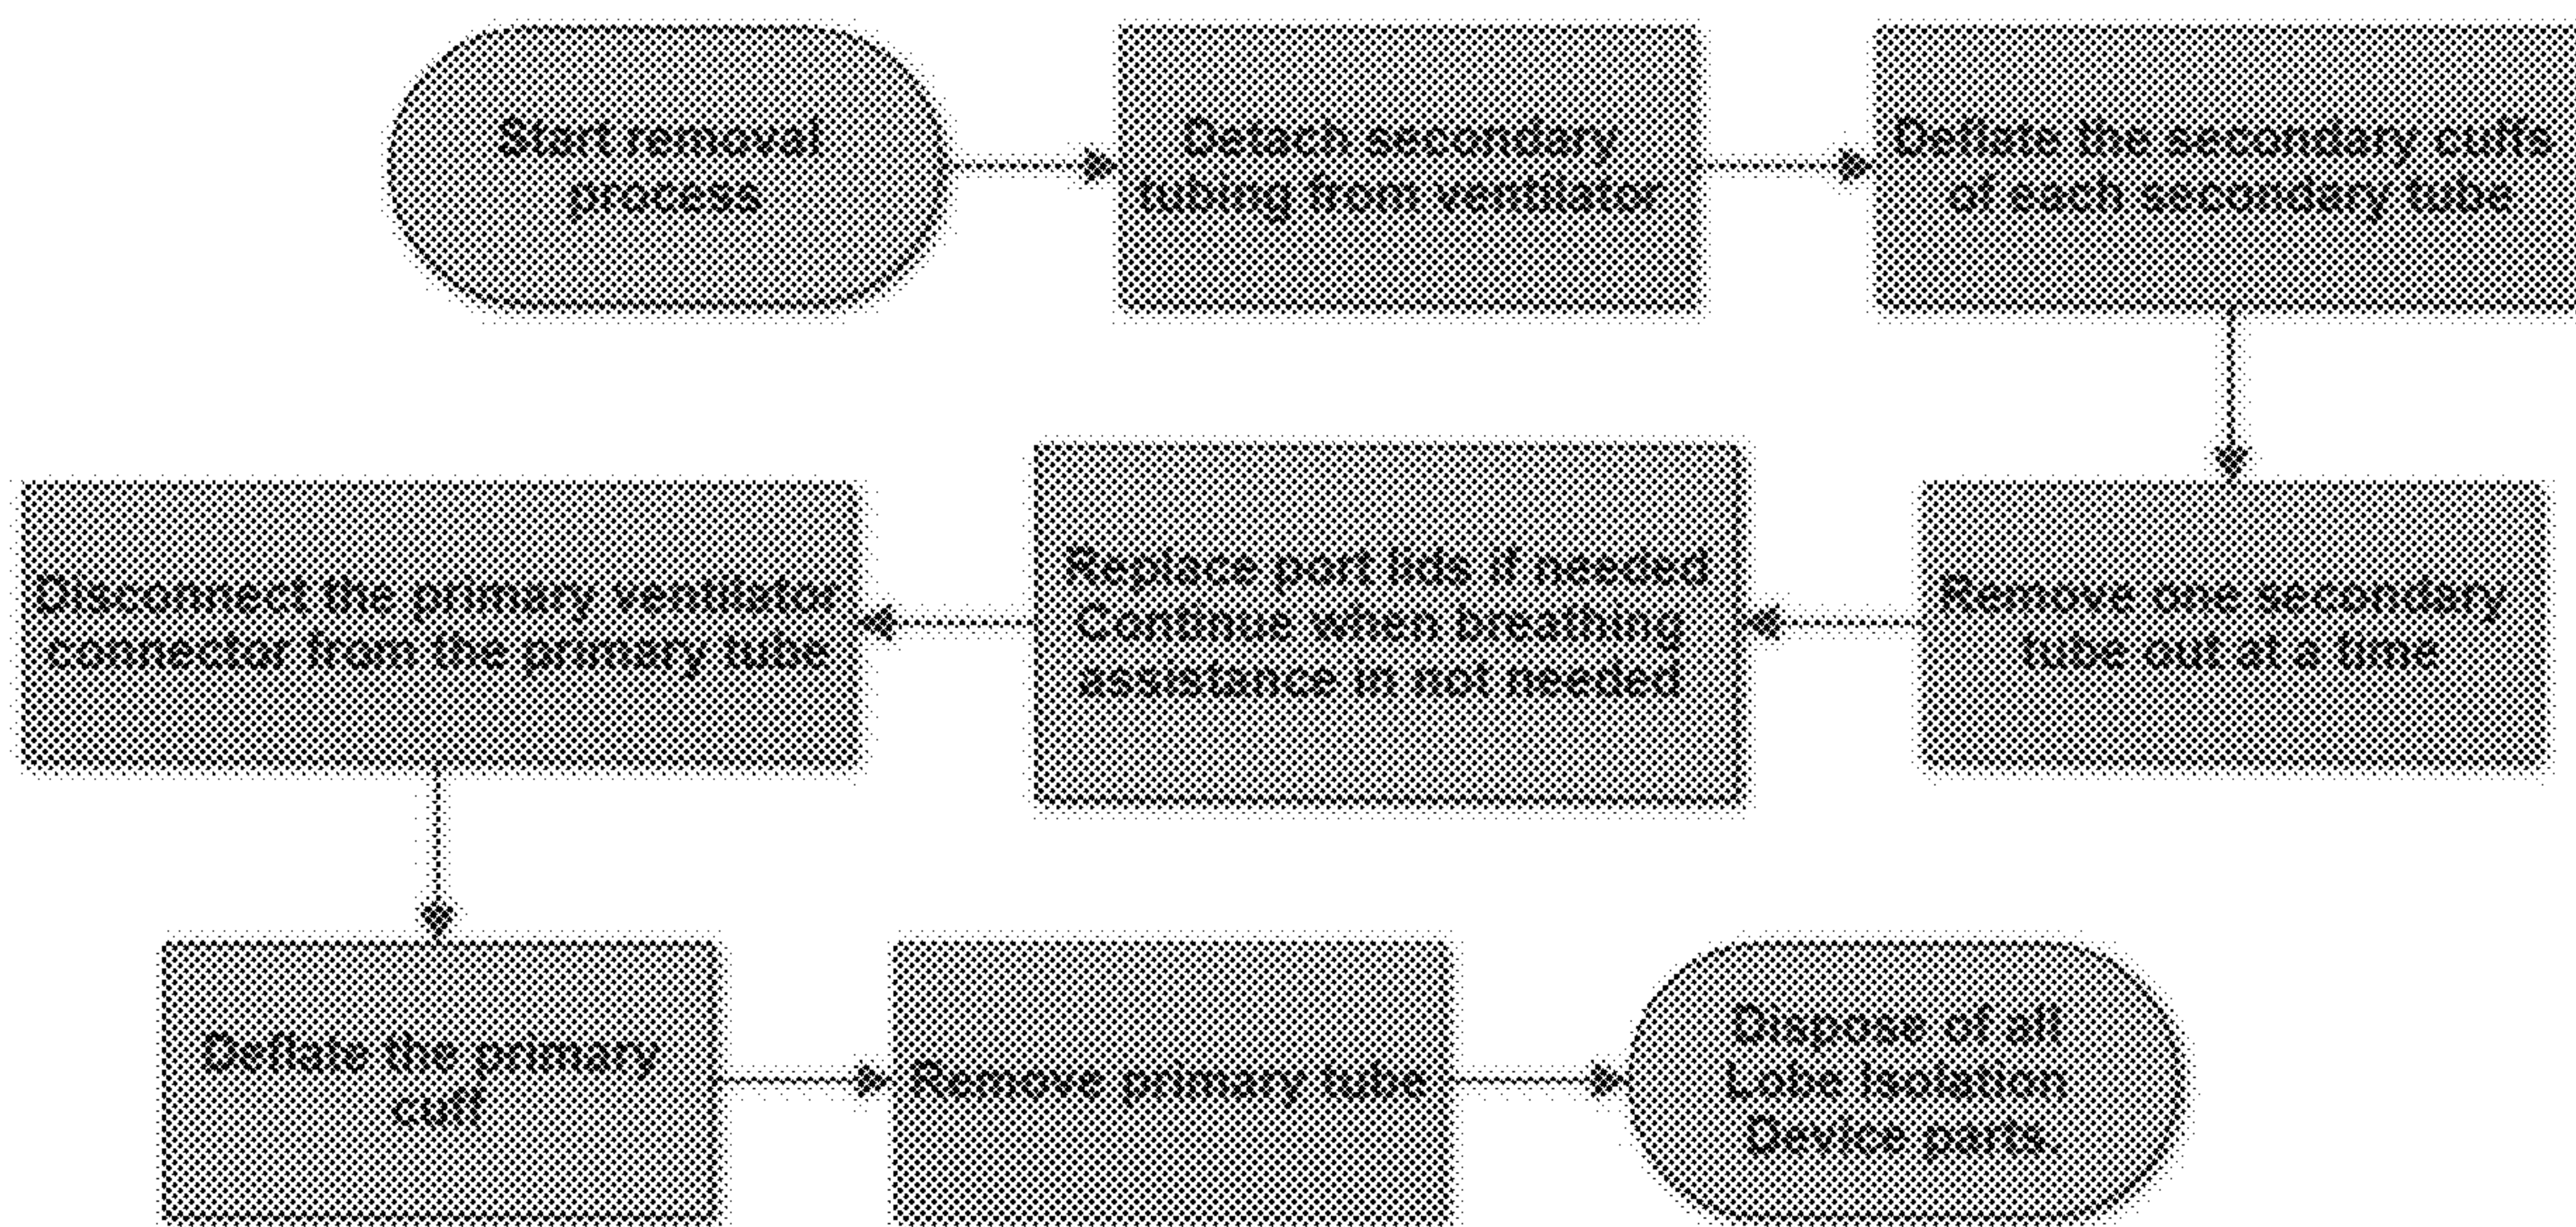 Start removal
process
Detach secondary
tubing from ventilator
Deflate the secondary cuffs
of each secondary tube
Remove one secondary
tube out at a time
Replace port lids if needed
Continue when breathing
assistance in not needed
Disconnect the primary ventilator
connector from the primary tube
Deflate the primary
cuff
Remove primary tube
Dispose of all
Lobe Isolation
Device parts.